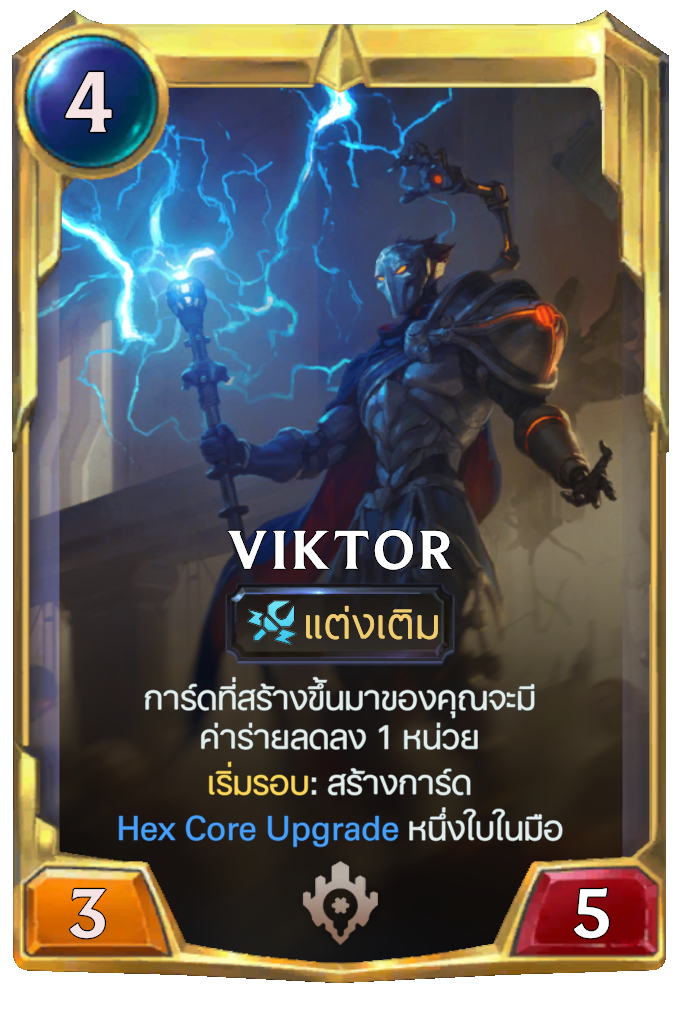 4
VIKTOR
แต่งเติม
การ์ดที่สร้างขึ้นมาของคุณจะมี
ค่าร่ายลดลง 1 หน่วย
เริ่มรอบ: สร้างการ์ด
Hex Core Upgrade หนึ่งใบในมือ
3
5